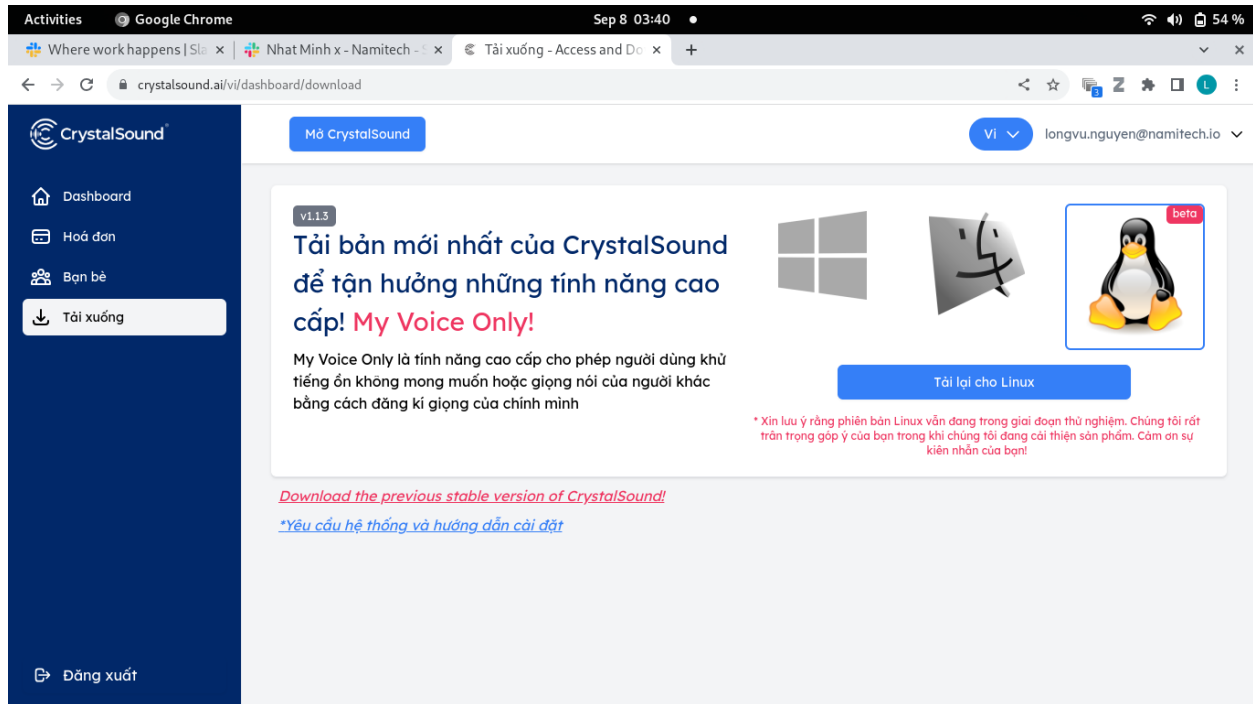 Activities
Google Chrome
Sep 8 03:40
54 %
Where work happens | Sla
Nhat Minh x - Namitech - S
Tải xuống - Access and Do
crystalsound.ai/vi/dashboard/download
3
L
CrystalSound
Mở CrystalSound
Vi
longvu.nguyen@namitech.io
Dashboard
Hoá đơn
Bạn bè
Tải xuống
Đăng xuất
v1.1.3
Tải bản mới nhất của CrystalSound
để tận hưởng những tính năng cao
cấp! My Voice Only!
My Voice Only là tính năng cao cấp cho phép người dùng khử
tiếng ồn không mong muốn hoặc giọng nói của người khác
bằng cách đăng kí giọng của chính mình
beta
Tải lại cho Linux
* Xin lưu ý rằng phiên bản Linux vẫn đang trong giai đoạn thử nghiệm. Chúng tôi rất
trân trọng góp ý của bạn trong khi chúng tôi đang cải thiện sản phẩm. Cảm ơn sự
kiên nhẫn của bạn!
Download the previous stable version of CrystalSound!
*Yêu cầu hệ thống và hướng dẫn cài đặt